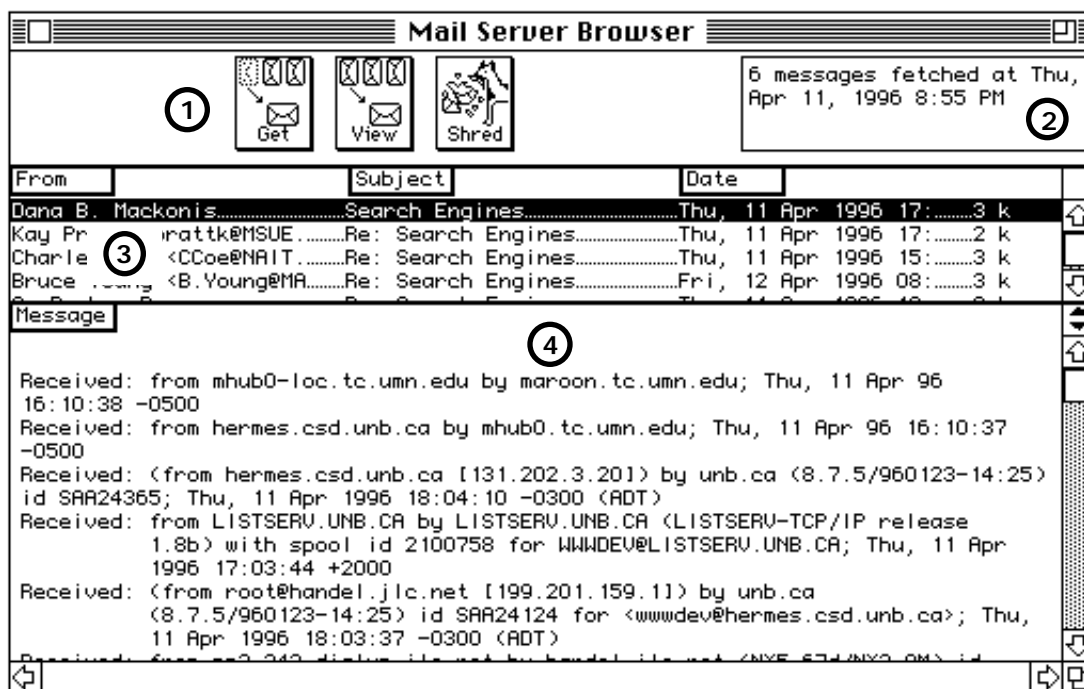 Mail Server Browser
1
Get
View
Shred
6 messages fetched at Thu,
Apr 11, 1996 8:55 PM
2
From Subject Date
Dana B. Mackonis……………………Search Engines…………………………Thu, 11 Apr 1996 17:………3 k
Kay Pr rattk@MSUE.………Re: Search Engines…………………Thu, 11 Apr 1996 17:………2 k
Charle <CCoe@NAIT.………Re: Search Engines…………………Thu, 11 Apr 1996 15:………3 k
3
Bruce <B.Young@MA……Re: Search Engines…………………Fri, 12 Apr 1996 08:………3 k
Message
4
Received: from mhub0-loc.tc.umn.edu by maroon.tc.umn.edu; Thu, 11 Apr 96
16:10:38 -0500
Received: from hermes.csd.unb.ca by mhub0.tc.umn.edu; Thu, 11 Apr 96 16:10:37
-0500
Received: (from hermes.csd.unb.ca [131.202.3.20]) by unb.ca (8.7.5/960123-14:25)
id SAA24365; Thu, 11 Apr 1996 18:04:10 -0300 (ADT)
Received: from LISTSERV.UNB.CA by LISTSERV.UNB.CA (LISTSERV-TCP/IP release
1.8b) with spool id 2100758 for WWWDEV@LISTSERV.UNB.CA; Thu, 11 Apr
1996 17:03:44 +2000
Received: (from root@handel.jlc.net [199.201.159.1]) by unb.ca
(8.7.5/960123-14:25) id SAA24124 for <wwwdev@hermes.csd.unb.ca>; Thu,
11 Apr 1996 18:03:37 -0300 (ADT)